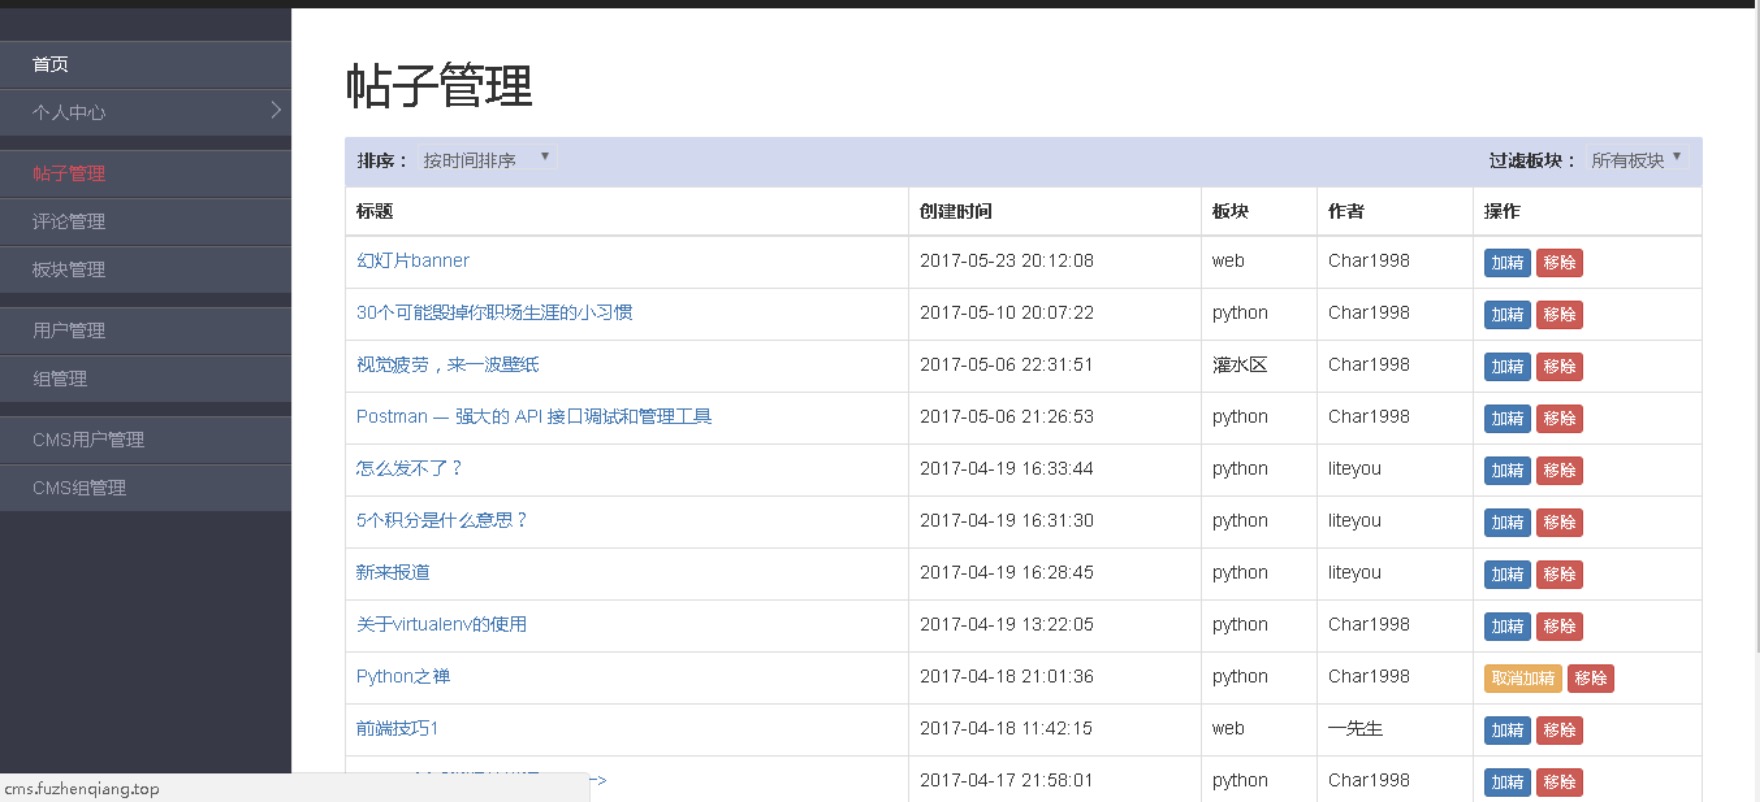 首页
个人中心
帖子管理
评论管理
板块管理
用户管理
组管理
CMS用户管理
CMS组管理
帖子管理
排序： 按时间排序 过滤板块： 所有板块
标题 创建时间 板块 作者 操作
幻灯片banner 2017-05-23 20:12:08 web Char1998 加精 移除
30个可能毁掉你职场生涯的小习惯 2017-05-10 20:07:22 python Char1998 加精 移除
视觉疲劳，来一波壁纸 2017-05-06 22:31:51 灌水区 Char1998 加精 移除
Postman — 强大的 API 接口调试和管理工具 2017-05-06 21:26:53 python Char1998 加精 移除
怎么发不了？ 2017-04-19 16:33:44 python liteyou 加精 移除
5个积分是什么意思？ 2017-04-19 16:31:30 python liteyou 加精 移除
新来报道 2017-04-19 16:28:45 python liteyou 加精 移除
关于virtualenv的使用 2017-04-19 13:22:05 python Char1998 加精 移除
Python之禅 2017-04-18 21:01:36 python Char1998 取消加精 移除
前端技巧1 2017-04-18 11:42:15 web 一先生 加精 移除
2017-04-17 21:58:01 python Char1998 加精 移除
cms.fuzhenqiang.top